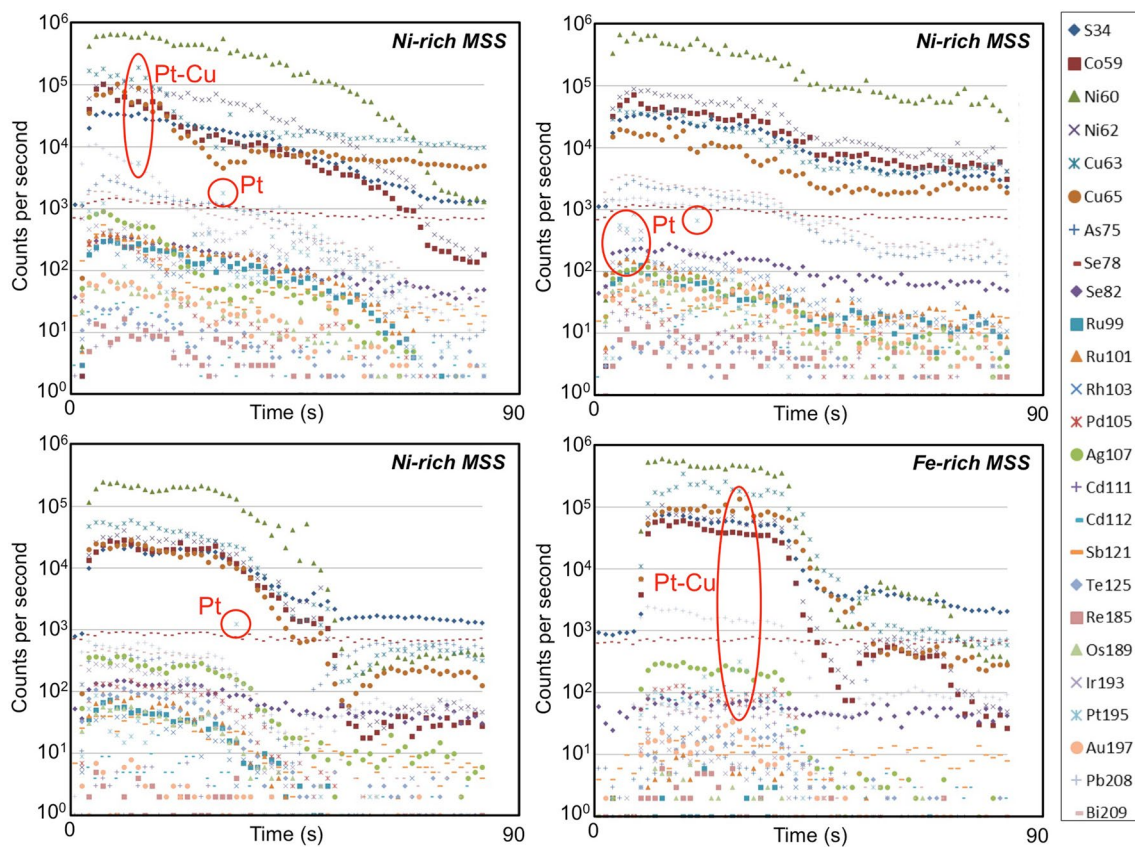 Ni-rich MSS
Counts per second
10⁶
10⁵
10⁴
10³
10²
10¹
10⁰
Pt-Cu
Pt
0
Time (s)
90
Ni-rich MSS
Counts per second
10⁶
10⁵
10⁴
10³
10²
10¹
10⁰
Pt
0
Time (s)
90
Ni-rich MSS
Counts per second
10⁶
10⁵
10⁴
10³
10²
10¹
10⁰
Pt
0
Time (s)
90
Fe-rich MSS
Counts per second
10⁶
10⁵
10⁴
10³
10²
10¹
10⁰
Pt-Cu
0
Time (s)
90
S34
Co59
Ni60
Ni62
Cu63
Cu65
As75
Se78
Se82
Ru99
Ru101
Rh103
Pd105
Ag107
Cd111
Cd112
Sb121
Te125
Re185
Os189
Ir193
Pt195
Au197
Pb208
Bi209